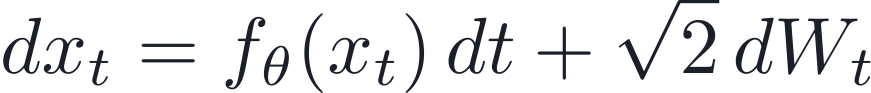 dx_t = f_θ(x_t) dt + √2 dW_t